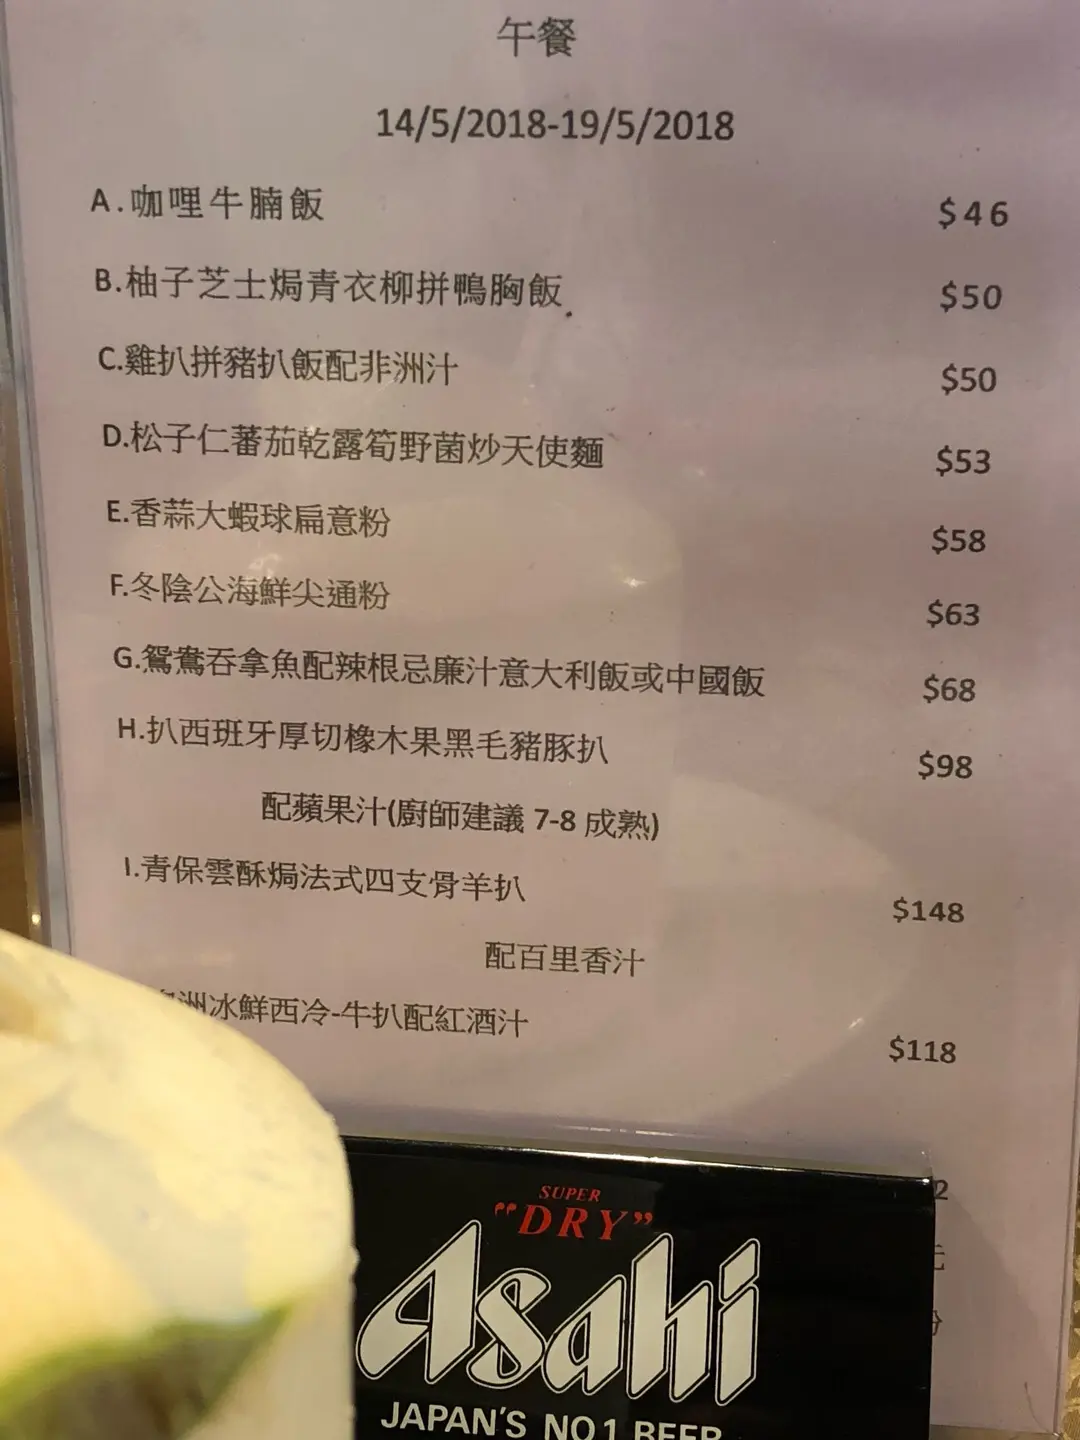 午餐
14/5/2018-19/5/2018
A.咖哩牛腩飯 $46
B.柚子芝士焗青衣柳拼鴨胸飯 $50
C.雞扒拼豬扒飯配非洲汁 $50
D.松子仁蕃茄乾露筍野菌炒天使麵 $53
E.香蒜大蝦球扁意粉 $58
F.冬陰公海鮮尖通粉 $63
G.鴛鴦吞拿魚配辣根忌廉汁意大利飯或中國飯 $68
H.扒西班牙厚切橡木果黑毛豬豚扒 $98
配蘋果汁(廚師建議 7-8 成熟)
I.青保雲酥焗法式四支骨羊扒 $148
配百里香汁
洲冰鮮西冷-牛扒配紅酒汁 $118
2
元
SUPER
"DRY"
Asahi
JAPAN'S NO 1 BEER